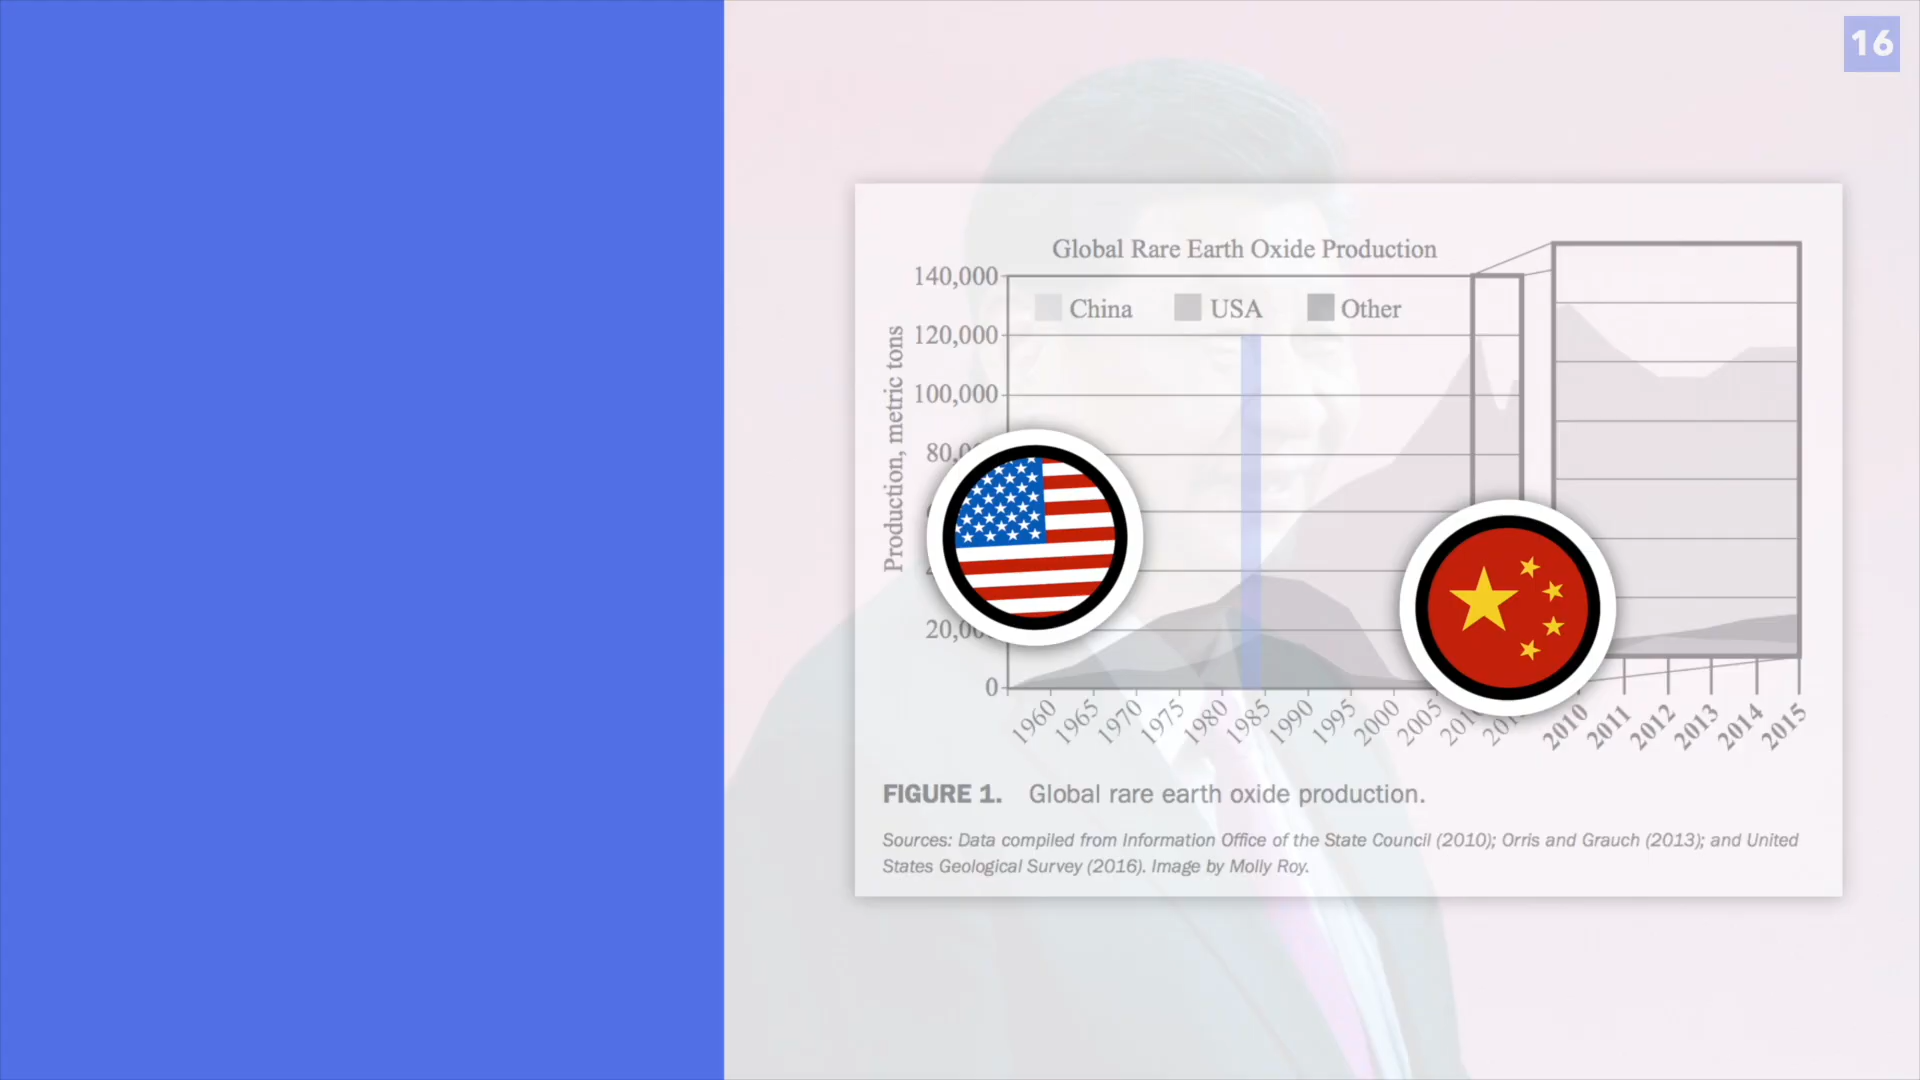 16
Global Rare Earth Oxide Production
China USA Other
Production, metric tons
140,000
120,000
100,000
0
1960 1965 1970 1975 1980 1985 1990 1995 2000 2005
2010 2011 2012 2013 2014 2015
FIGURE 1. Global rare earth oxide production.
Sources: Data compiled from Information Office of the State Council (2010); Orris and Grauch (2013); and United
States Geological Survey (2016). Image by Molly Roy.